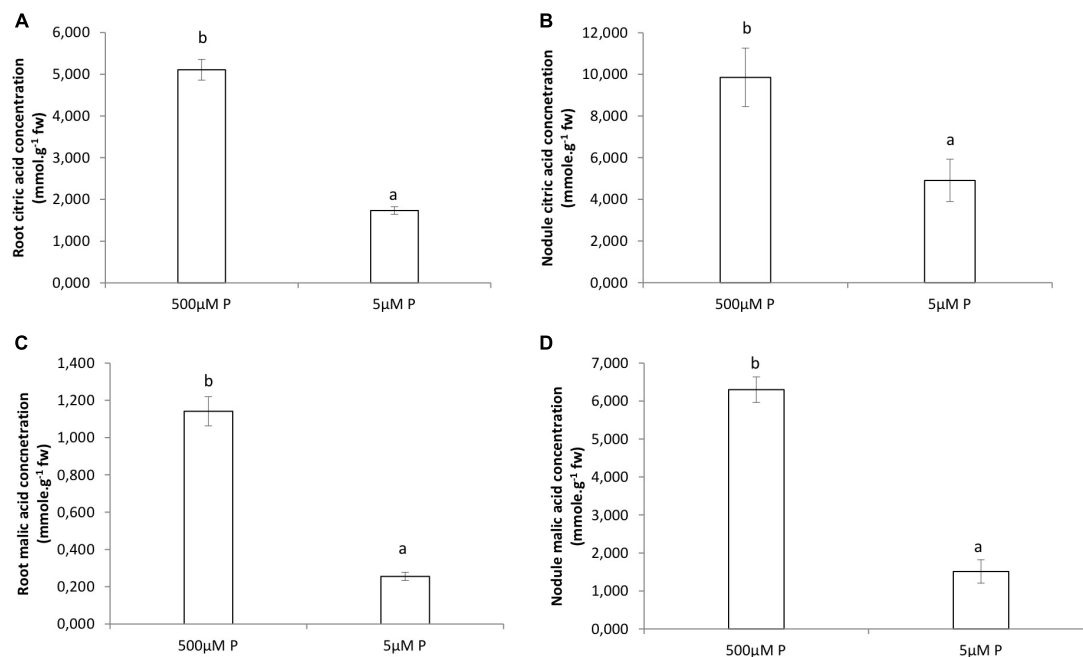 A
Root citric acid concentration
(mmol.g-1 fw)
6,000
5,000
4,000
3,000
2,000
1,000
0,000
b
a
500µM P
5µM P
B
Nodule citric acid concnetration
(mmole.g-1 fw)
12,000
10,000
8,000
6,000
4,000
2,000
0,000
b
a
500µM P
5µM P
C
Root malic acid concnetration
(mmole.g-1 fw)
1,400
1,200
1,000
0,800
0,600
0,400
0,200
0,000
b
a
500µM P
5µM P
D
Nodule malic acid concentration
(mmole.g-1 fw)
7,000
6,000
5,000
4,000
3,000
2,000
1,000
0,000
b
a
500µM P
5µM P